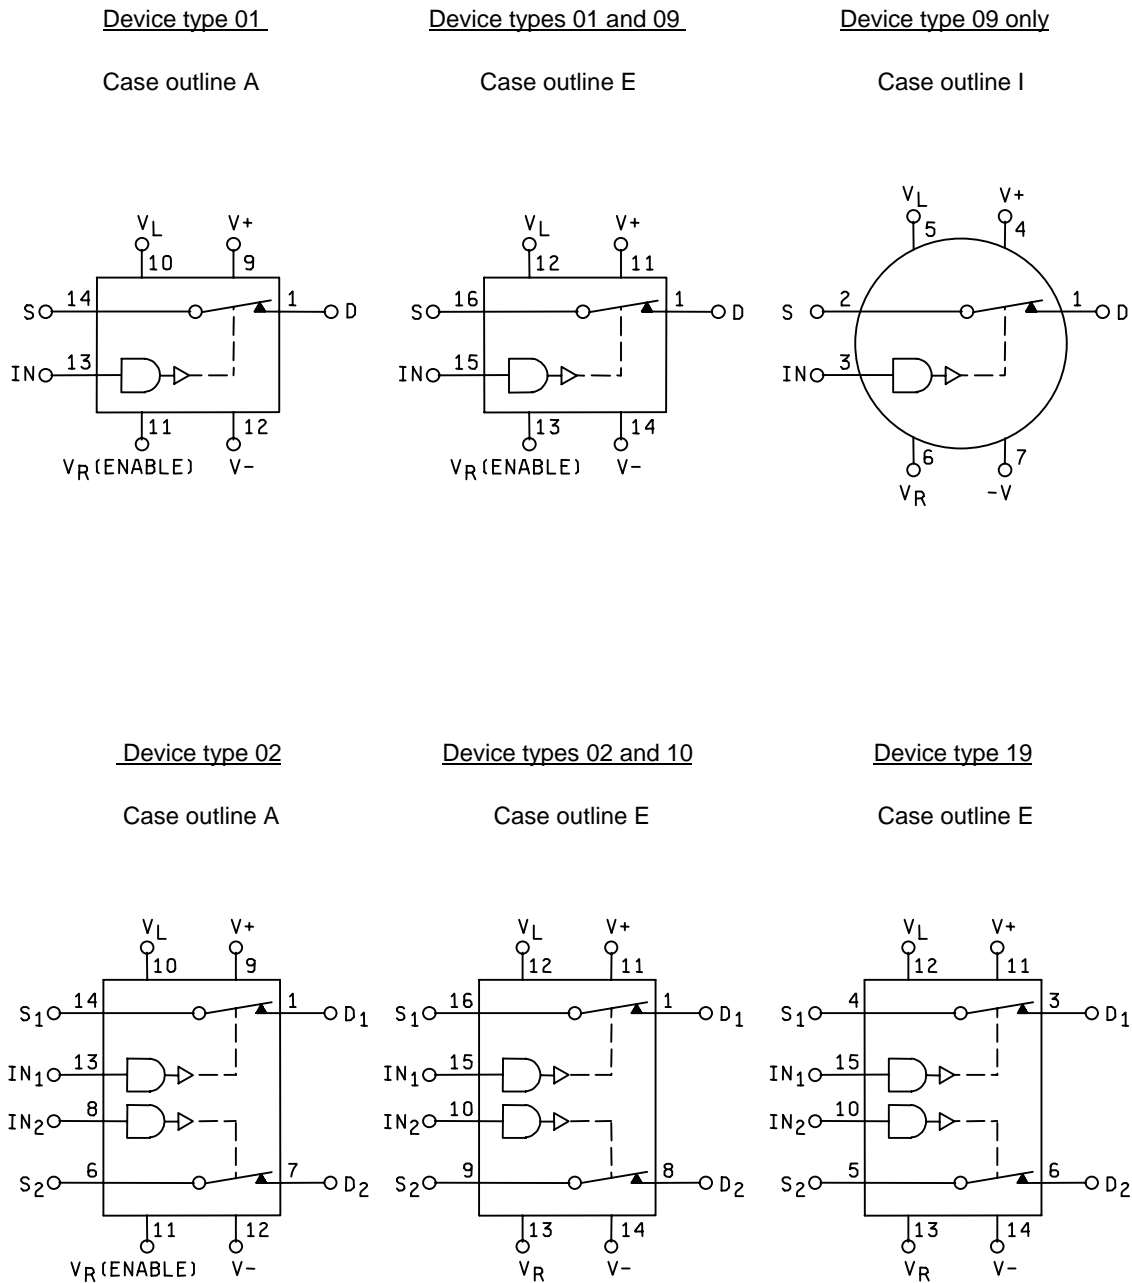 Device type 01
Case outline A
VL V+
10 9
S 14 1 D
IN 13
11 12
VR (ENABLE) V-
Device types 01 and 09
Case outline E
VL V+
12 11
S 16 1 D
IN 15
13 14
VR (ENABLE) V-
Device type 09 only
Case outline I
VL V+
5 4
S 2 1 D
IN 3
6 7
VR -V
Device type 02
Case outline A
VL V+
10 9
S1 14 1 D1
IN1 13
IN2 8
S2 6 7 D2
11 12
VR (ENABLE) V-
Device types 02 and 10
Case outline E
VL V+
12 11
S1 16 1 D1
IN1 15
IN2 10
S2 9 8 D2
13 14
VR V-
Device type 19
Case outline E
VL V+
12 11
S1 4 3 D1
IN1 15
IN2 10
S2 5 6 D2
13 14
VR V-